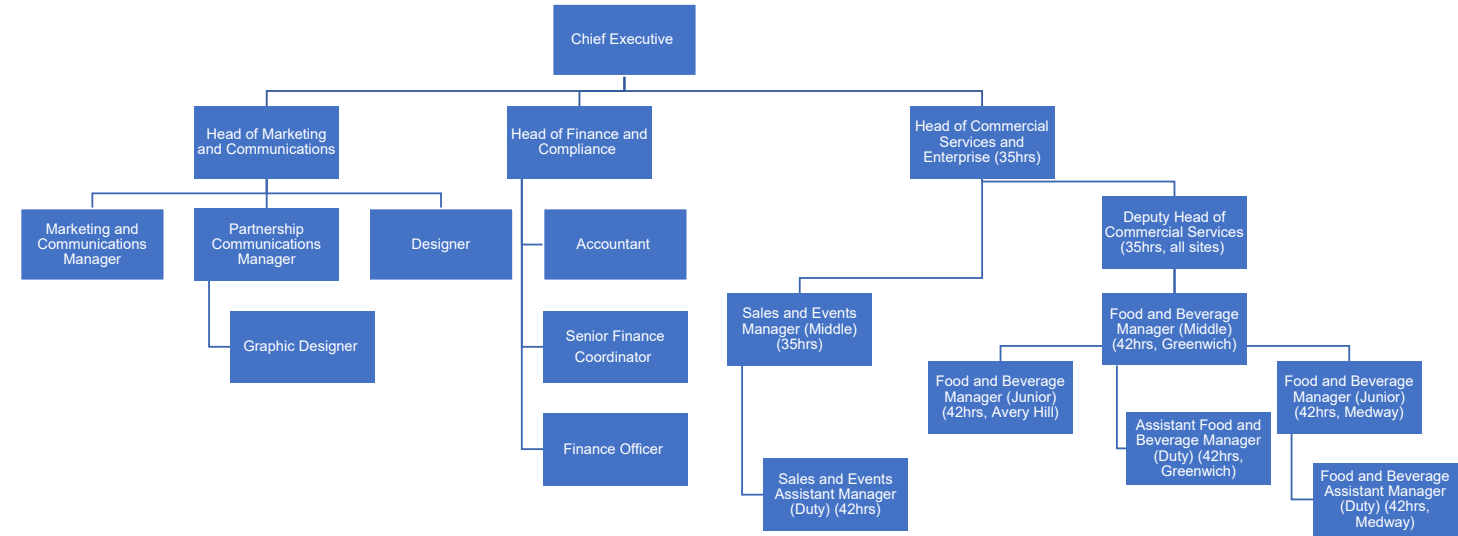 Chief Executive
Head of Marketing
and Communications
Head of Finance and
Compliance
Head of Commercial
Services and
Enterprise (35hrs)
Marketing and
Communications
Manager
Partnership
Communications
Manager
Designer
Accountant
Deputy Head of
Commercial Services
(35hrs, all sites)
Graphic Designer
Senior Finance
Coordinator
Sales and Events
Manager (Middle)
(35hrs)
Food and Beverage
Manager (Middle)
(42hrs, Greenwich)
Food and Beverage
Manager (Junior)
(42hrs, Avery Hill)
Food and Beverage
Manager (Junior)
(42hrs, Medway)
Finance Officer
Assistant Food and
Beverage Manager
(Duty) (42hrs,
Greenwich)
Sales and Events
Assistant Manager
(Duty) (42hrs)
Food and Beverage
Assistant Manager
(Duty) (42hrs,
Medway)